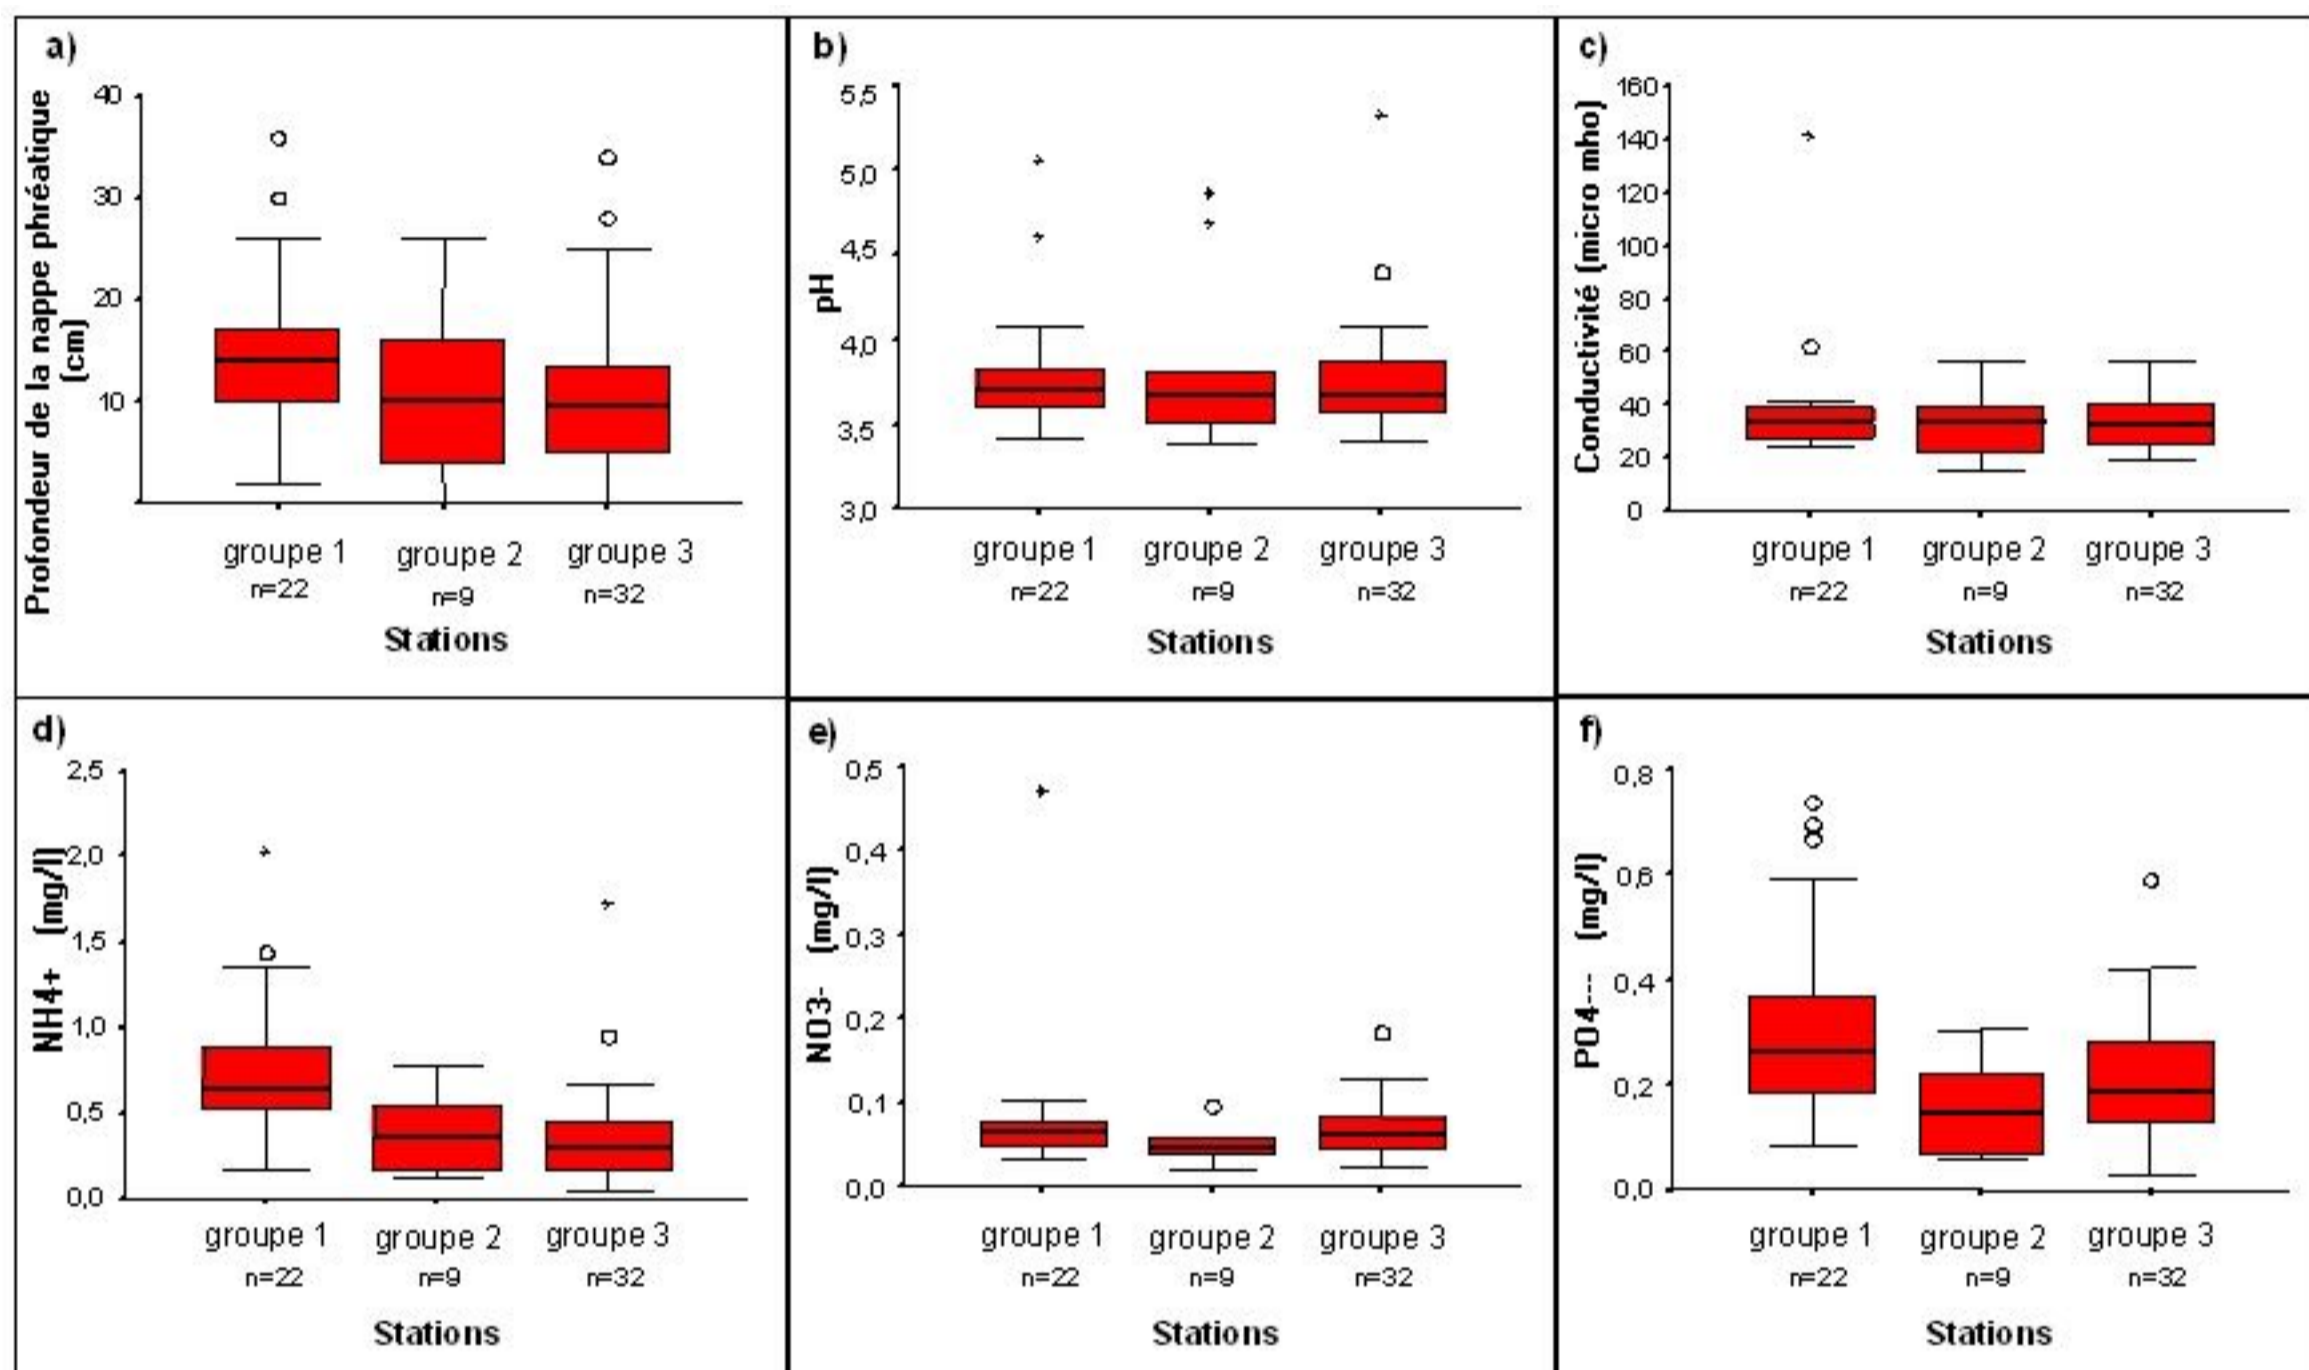 a)
Profondeur de la nappe phréatique
(cm)
40
30
20
10
groupe 1
groupe 2
groupe 3
n=22
n=9
n=32
Stations
b)
pH
5,5
5,0
4,5
4,0
3,5
3,0
groupe 1
groupe 2
groupe 3
n=22
n=9
n=32
Stations
c)
Conductivité (micro mho)
160
140
120
100
80
60
40
20
0
groupe 1
groupe 2
groupe 3
n=22
n=9
n=32
Stations
d)
NH4+ (mg/l)
2,5
2,0
1,5
1,0
0,5
0,0
groupe 1
groupe 2
groupe 3
n=22
n=9
n=32
Stations
e)
NO3- (mg/l)
0,5
0,4
0,3
0,2
0,1
0,0
groupe 1
groupe 2
groupe 3
n=22
n=9
n=32
Stations
f)
PO4--- (mg/l)
0,8
0,6
0,4
0,2
0,0
groupe 1
groupe 2
groupe 3
n=22
n=9
n=32
Stations